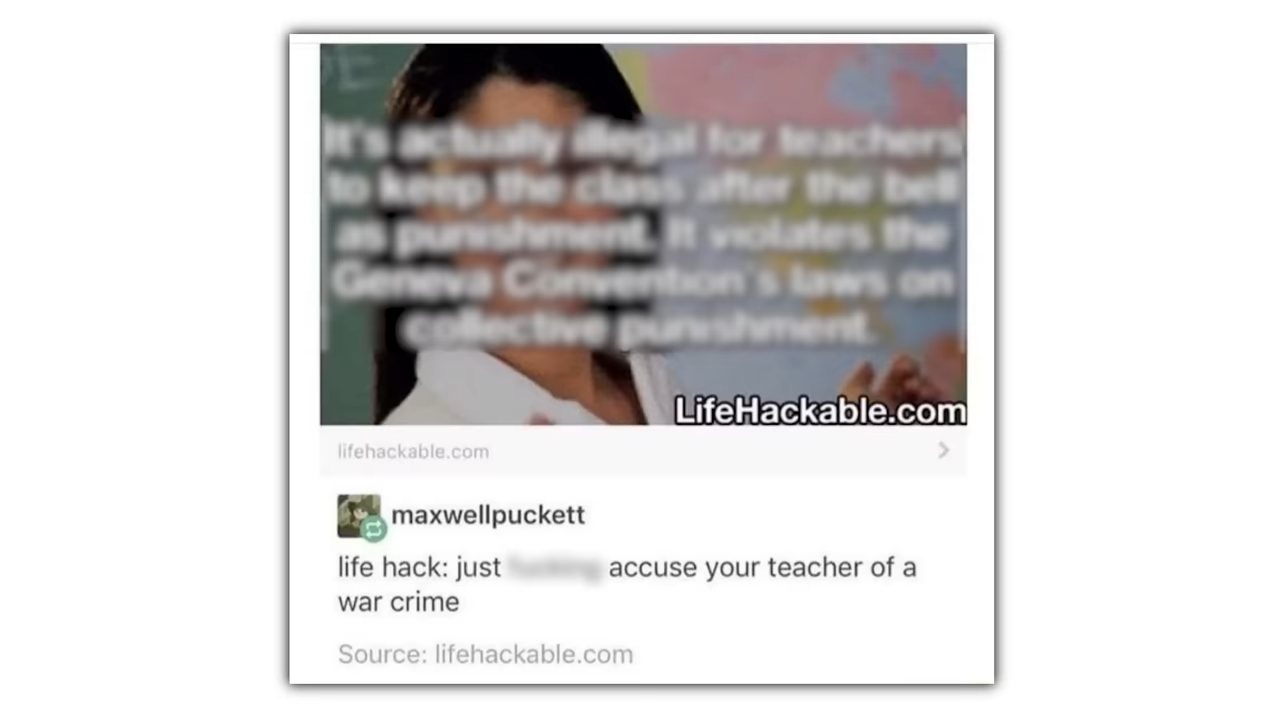 It's actually illegal for teachers
to keep the class after the bell
as punishment. It violates the
Geneva Convention's laws on
collective punishment.
LifeHackable.com
lifehackable.com
maxwellpuckett
life hack: just accuse your teacher of a
war crime
Source: lifehackable.com